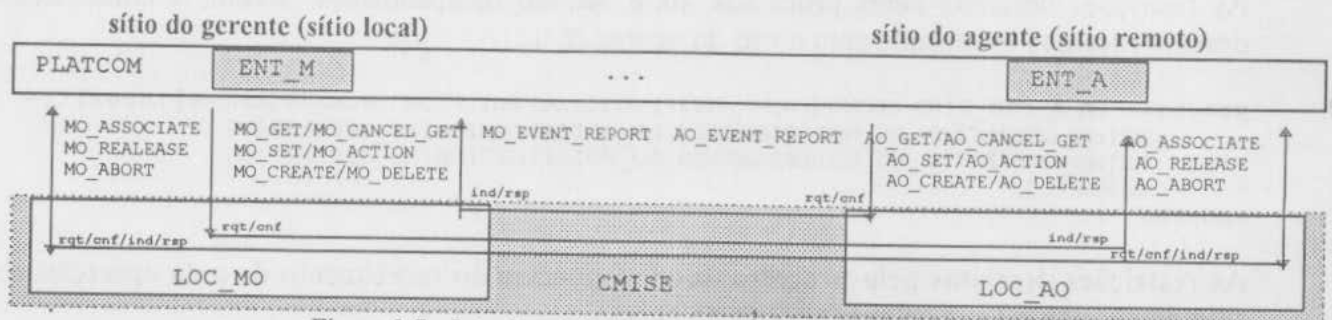 sítio do gerente (sítio local)
sítio do agente (sítio remoto)
PLATCOM
ENT_M
...
ENT_A
MO_ASSOCIATE
MO_REALEASE
MO_ABORT
MO_GET/MO_CANCEL_GET
MO_SET/MO_ACTION
MO_CREATE/MO_DELETE
MO_EVENT_REPORT
AO_EVENT_REPORT
AO_GET/AO_CANCEL_GET
AO_SET/AO_ACTION
AO_CREATE/AO_DELETE
AO_ASSOCIATE
AO_RELEASE
AO_ABORT
ind/rsp
rqt/cnf
rqt/cnf
ind/rsp
rqt/cnf/ind/rsp
rqt/cnf/ind/rsp
LOC_MO
CMISE
LOC_AO